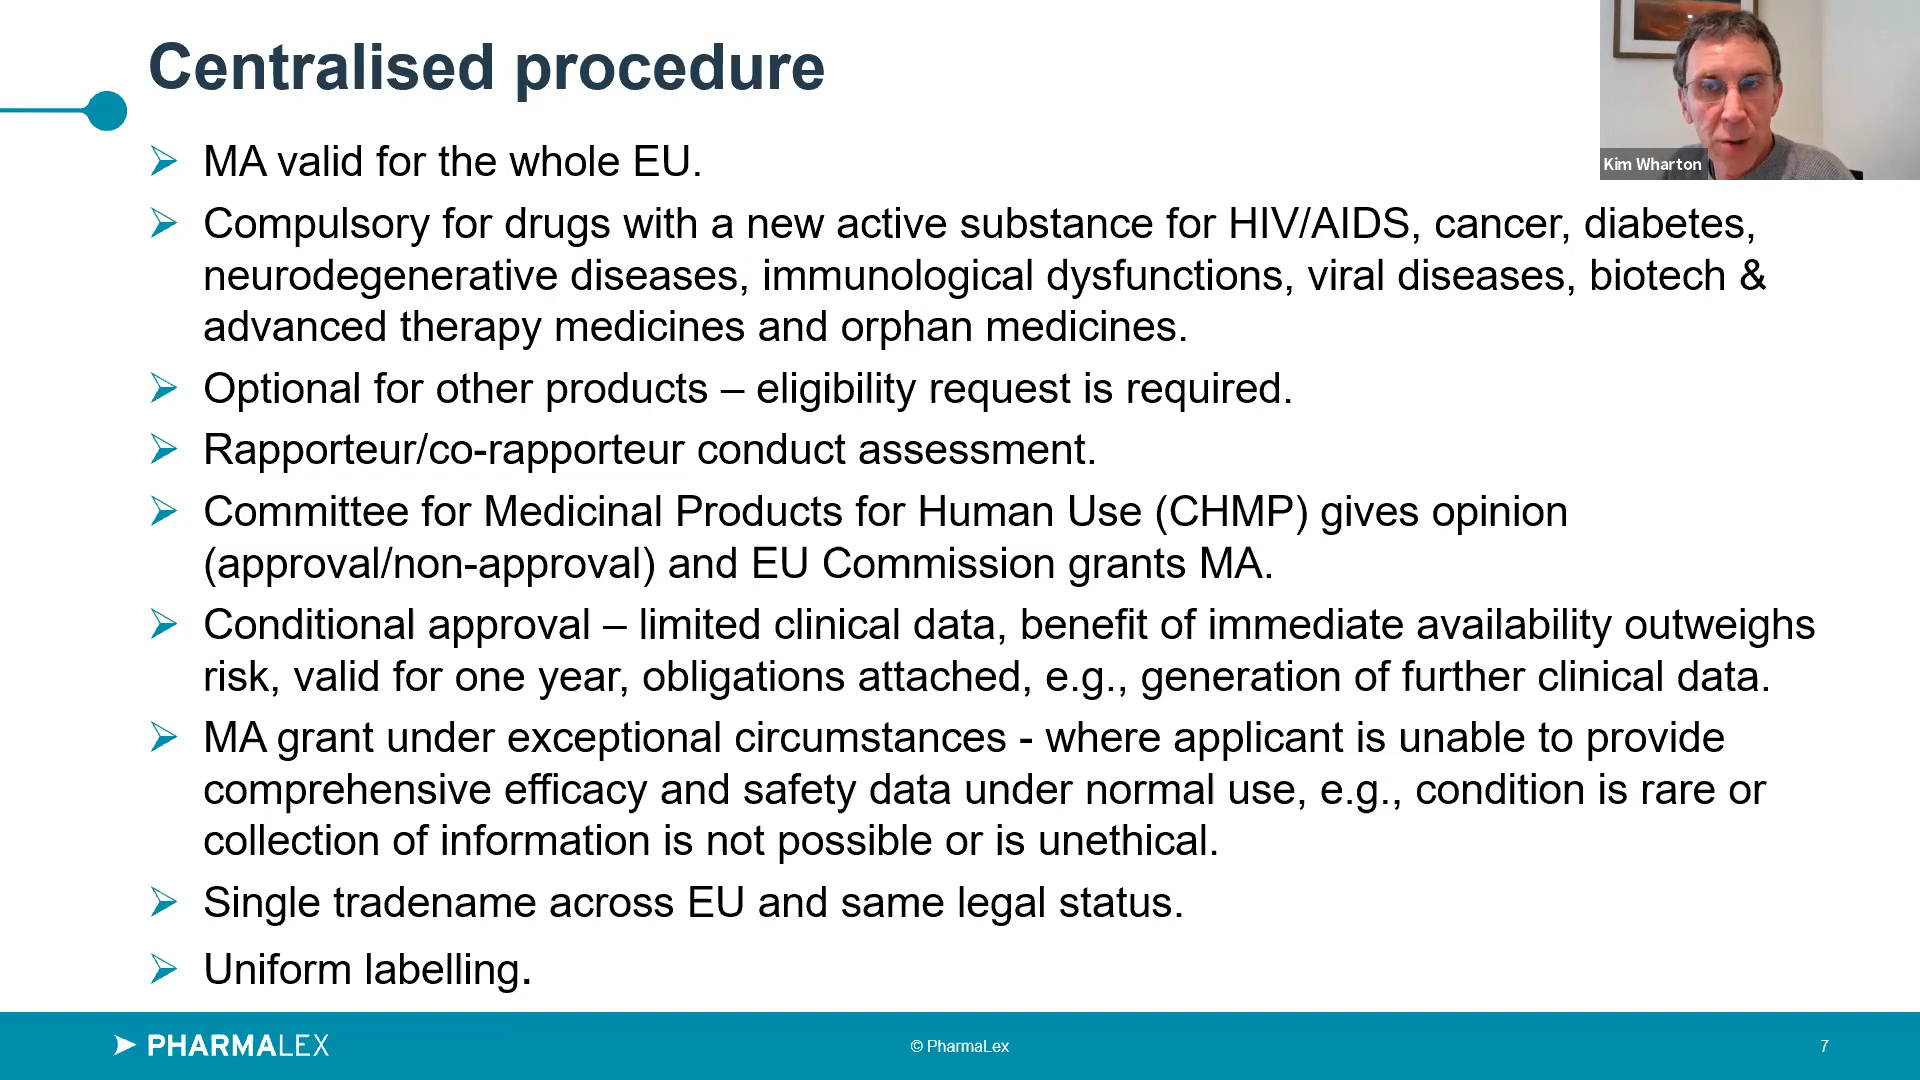 Centralised procedure
Kim Wharton
MA valid for the whole EU.
Compulsory for drugs with a new active substance for HIV/AIDS, cancer, diabetes,
neurodegenerative diseases, immunological dysfunctions, viral diseases, biotech &
advanced therapy medicines and orphan medicines.
Optional for other products – eligibility request is required.
Rapporteur/co-rapporteur conduct assessment.
Committee for Medicinal Products for Human Use (CHMP) gives opinion
(approval/non-approval) and EU Commission grants MA.
Conditional approval – limited clinical data, benefit of immediate availability outweighs
risk, valid for one year, obligations attached, e.g., generation of further clinical data.
MA grant under exceptional circumstances - where applicant is unable to provide
comprehensive efficacy and safety data under normal use, e.g., condition is rare or
collection of information is not possible or is unethical.
Single tradename across EU and same legal status.
Uniform labelling.
PHARMALEX
© PharmaLex
7